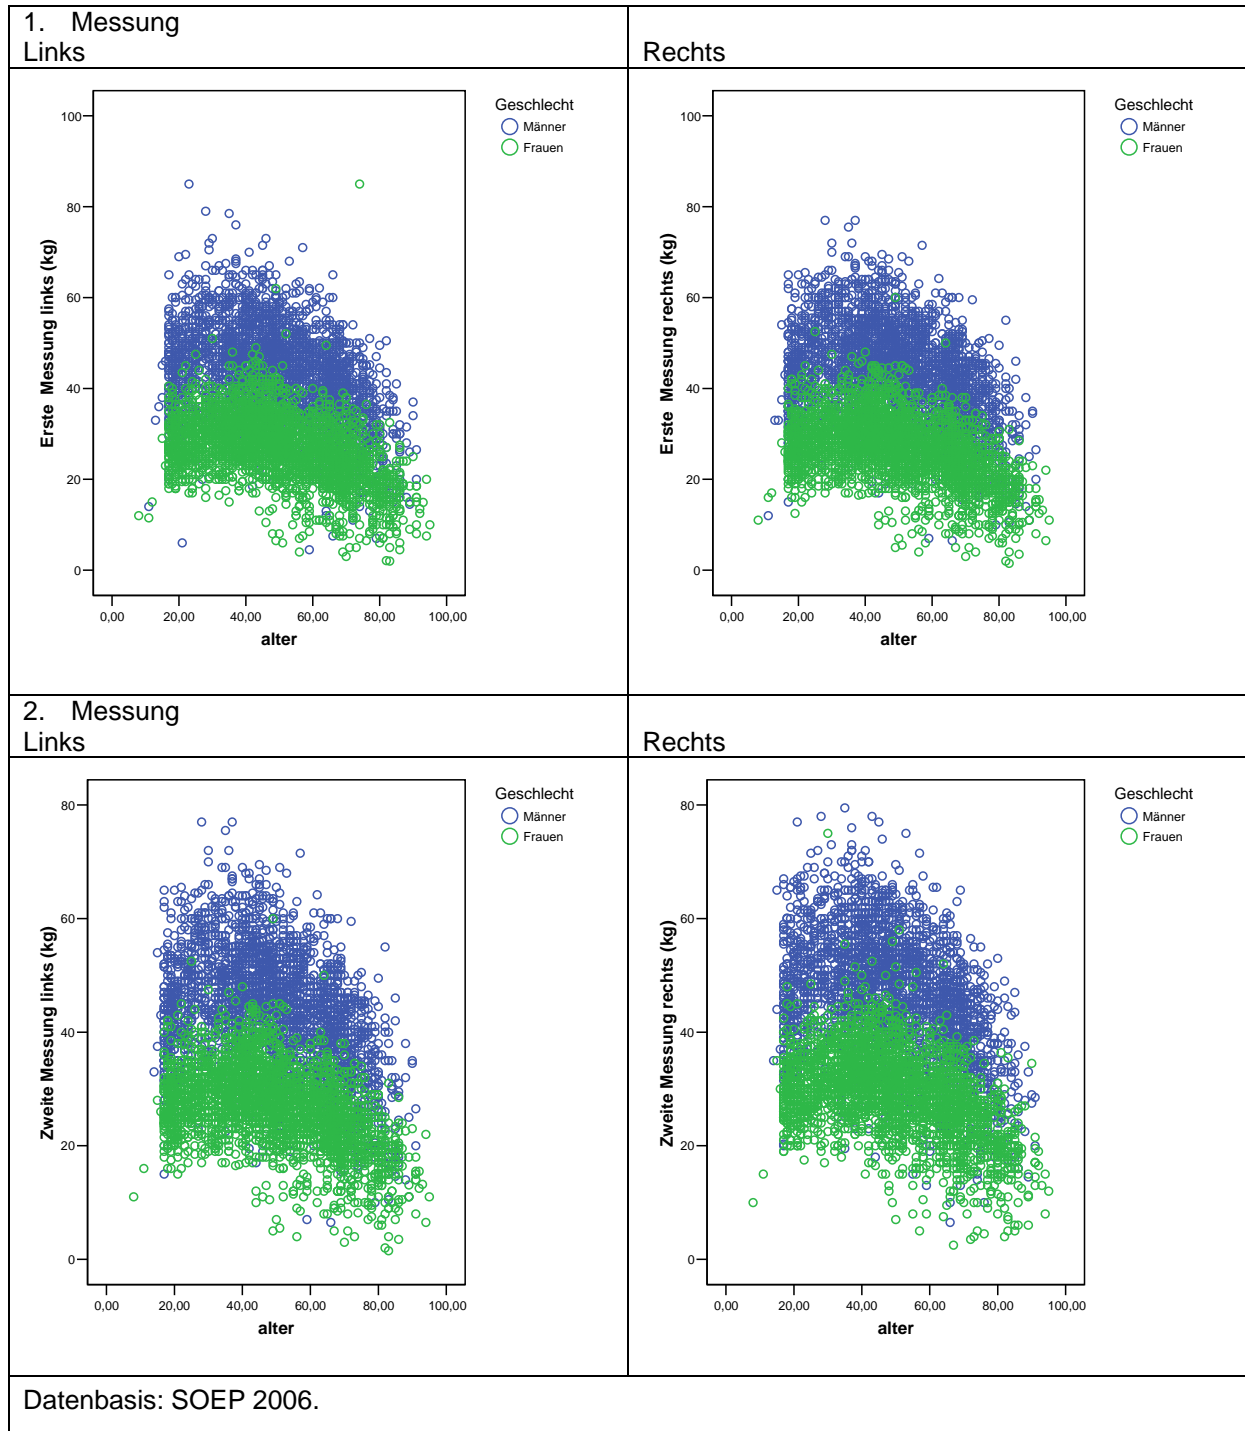 1. Messung
Links
Rechts
Geschlecht
Männer
Frauen
100
80
60
40
20
0
Erste Messung links (kg)
0,00 20,00 40,00 60,00 80,00 100,00
alter
Geschlecht
Männer
Frauen
100
80
60
40
20
0
Erste Messung rechts (kg)
0,00 20,00 40,00 60,00 80,00 100,00
alter
2. Messung
Links
Rechts
Geschlecht
Männer
Frauen
80
60
40
20
0
Zweite Messung links (kg)
0,00 20,00 40,00 60,00 80,00 100,00
alter
Geschlecht
Männer
Frauen
80
60
40
20
0
Zweite Messung rechts (kg)
0,00 20,00 40,00 60,00 80,00 100,00
alter
Datenbasis: SOEP 2006.